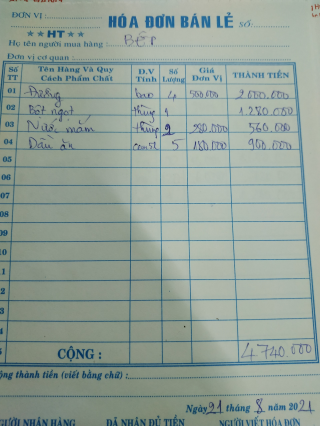 ĐƠN VỊ:
HÓA ĐƠN BÁN LẺ SỐ:
★★HT★★
Họ tên người mua hàng: BẾP
Đơn vị cơ quan:
Số TT Tên Hàng Và Quy Cách Phẩm Chất Đ.V Tính Số Lượng Giá Đơn Vị THÀNH TIỀN
01 Đường bao 4 500.000 2.000.000
02 Bột ngọt thùng 1 1.280.000
03 Nước mắm thùng 2 280.000 560.000
04 Dầu ăn 5 180.000 900.000
05
06
07
08
09
10
11
12
13
CỘNG : 4.740.000
Cộng thành tiền (viết bằng chữ) :
Ngày 21 tháng 8 năm 2021
NGƯỜI NHẬN HÀNG ĐÃ NHẬN ĐỦ TIỀN NGƯỜI VIẾT HÓA ĐƠN